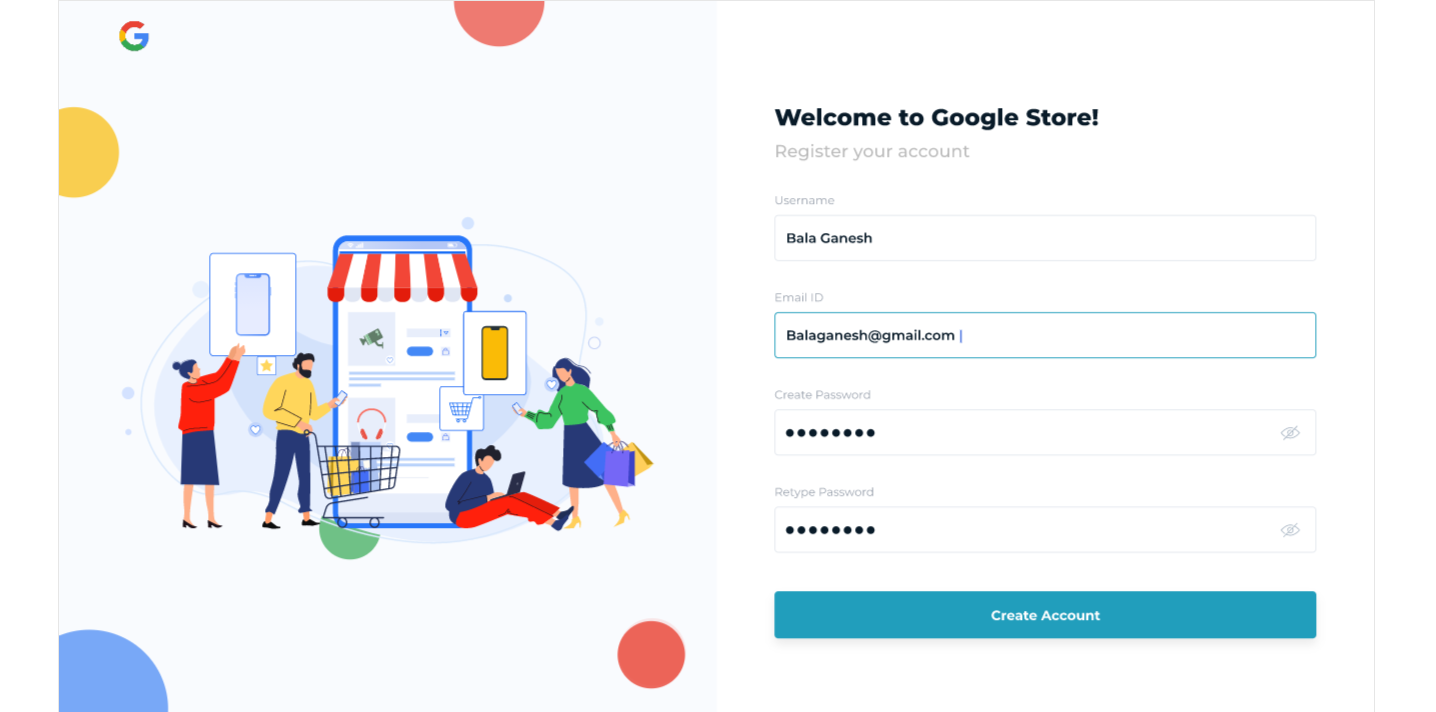 Welcome to Google Store!
Register your account
Username
Bala Ganesh
Email ID
Balaganesh@gmail.com
Create Password
●●●●●●●●
Retype Password
●●●●●●●●
Create Account